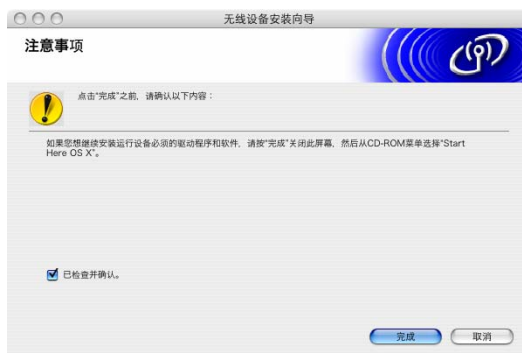 无线设备安装向导
注意事项
点击“完成”之前, 请确认以下内容：
如果您想继续安装运行设备必须的驱动程序和软件, 请按“完成”关闭此屏幕, 然后从CD-ROM菜单选择“Start
Here OS X”。
已检查并确认。
完成
取消